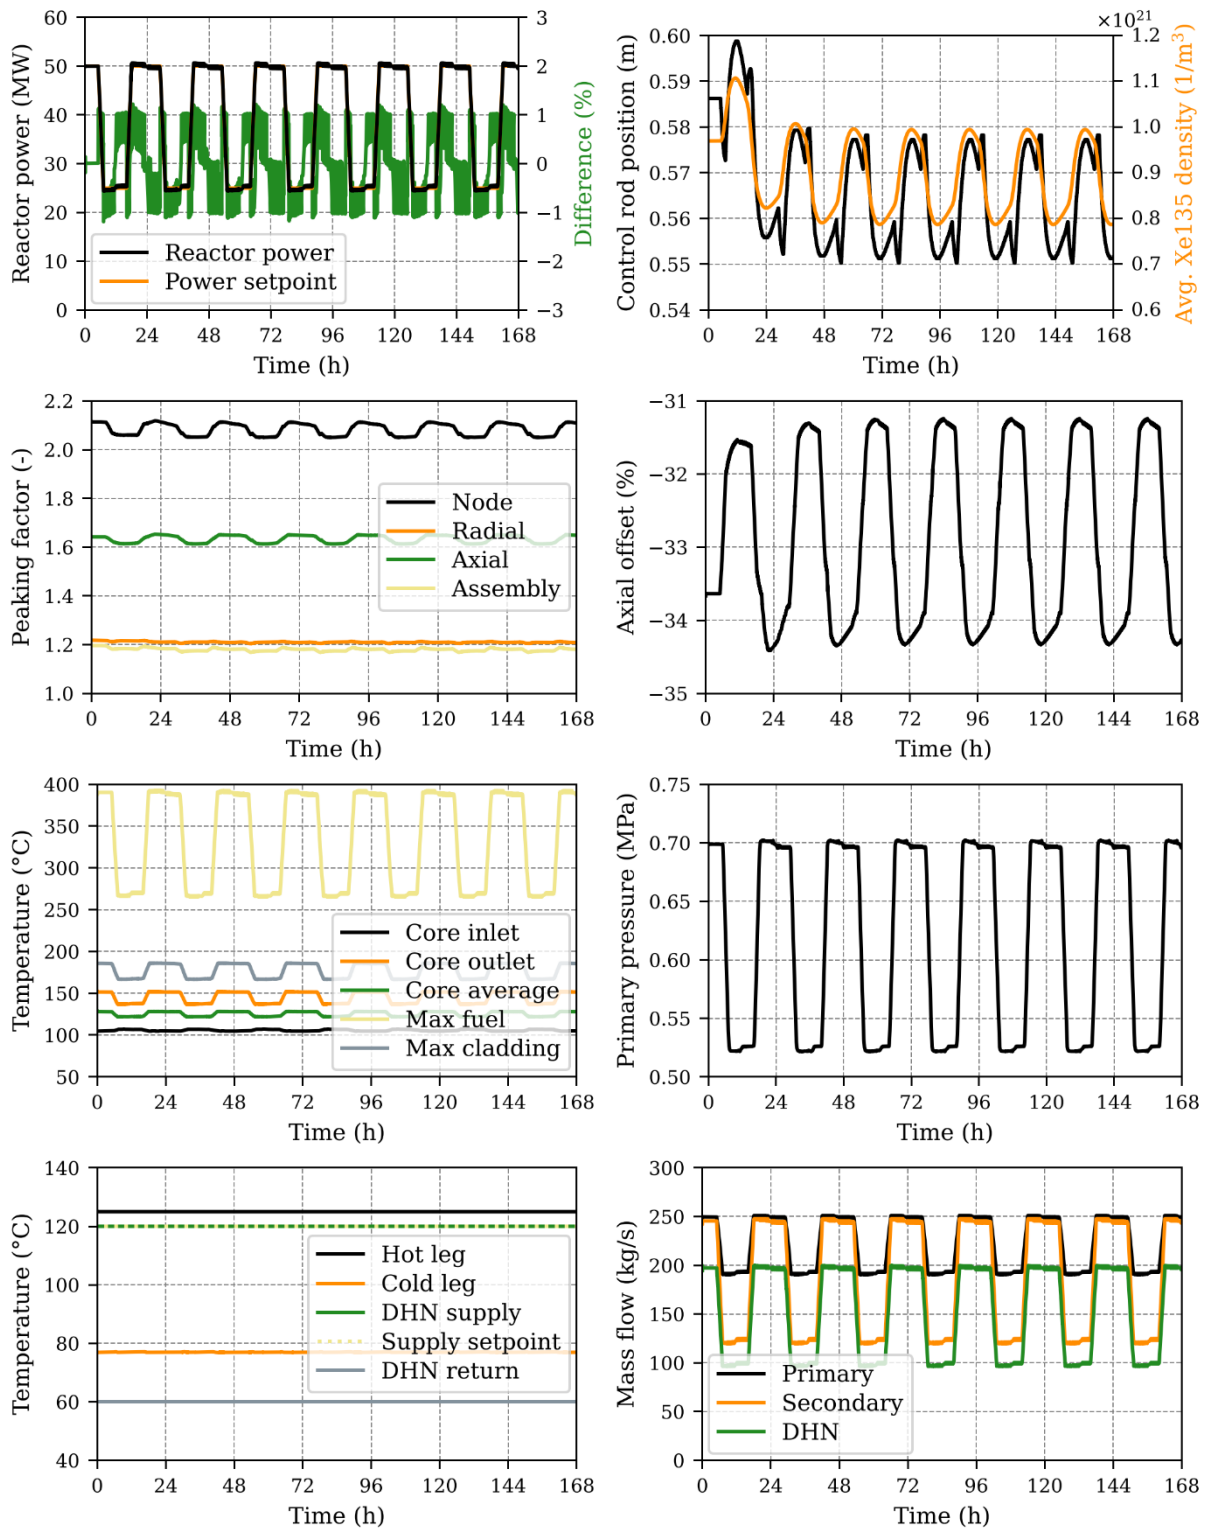 60
50
40
30
20
10
0
Reactor power (MW)
3
2
1
0
−1
−2
−3
Difference (%)
Reactor power
Power setpoint
0 24 48 72 96 120 144 168
Time (h)
0.60
0.59
0.58
0.57
0.56
0.55
0.54
Control rod position (m)
×10²¹
1.2
1.1
1.0
0.9
0.8
0.7
0.6
Avg. Xe135 density (1/m³)
0 24 48 72 96 120 144 168
Time (h)
2.2
2.0
1.8
1.6
1.4
1.2
1.0
Peaking factor (-)
Node
Radial
Axial
Assembly
0 24 48 72 96 120 144 168
Time (h)
−31
−32
−33
−34
−35
Axial offset (%)
0 24 48 72 96 120 144 168
Time (h)
400
350
300
250
200
150
100
50
Temperature (°C)
Core inlet
Core outlet
Core average
Max fuel
Max cladding
0 24 48 72 96 120 144 168
Time (h)
0.75
0.70
0.65
0.60
0.55
0.50
Primary pressure (MPa)
0 24 48 72 96 120 144 168
Time (h)
140
120
100
80
60
40
Temperature (°C)
Hot leg
Cold leg
DHN supply
Supply setpoint
DHN return
0 24 48 72 96 120 144 168
Time (h)
300
250
200
150
100
50
0
Mass flow (kg/s)
Primary
Secondary
DHN
0 24 48 72 96 120 144 168
Time (h)